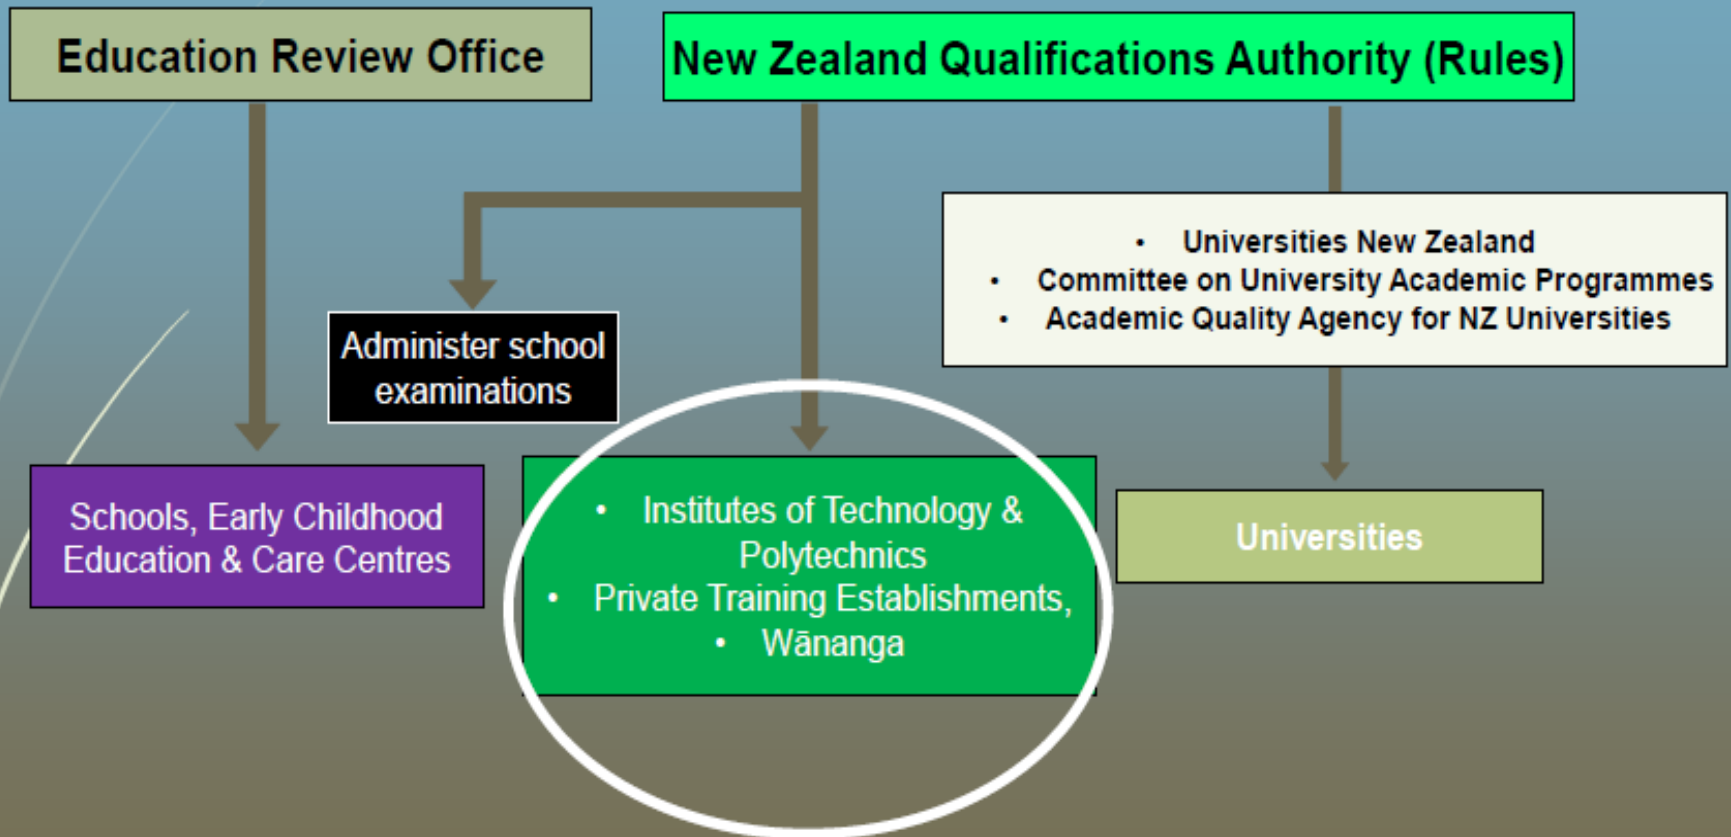 Education Review Office
New Zealand Qualifications Authority (Rules)
• Universities New Zealand
• Committee on University Academic Programmes
• Academic Quality Agency for NZ Universities
Administer school
examinations
Schools, Early Childhood
Education & Care Centres
• Institutes of Technology &
Polytechnics
• Private Training Establishments,
• Wānanga
Universities